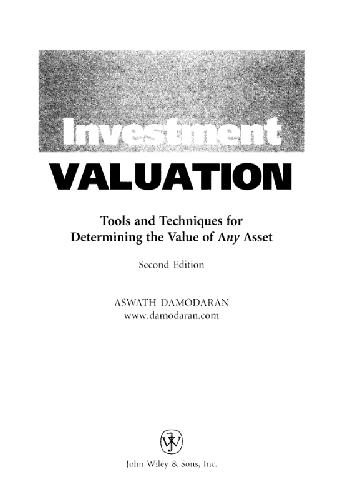 Investment
VALUATION
Tools and Techniques for
Determining the Value of Any Asset
Second Edition
ASWATH DAMODARAN
www.damodaran.com
John Wiley & Sons, Inc.